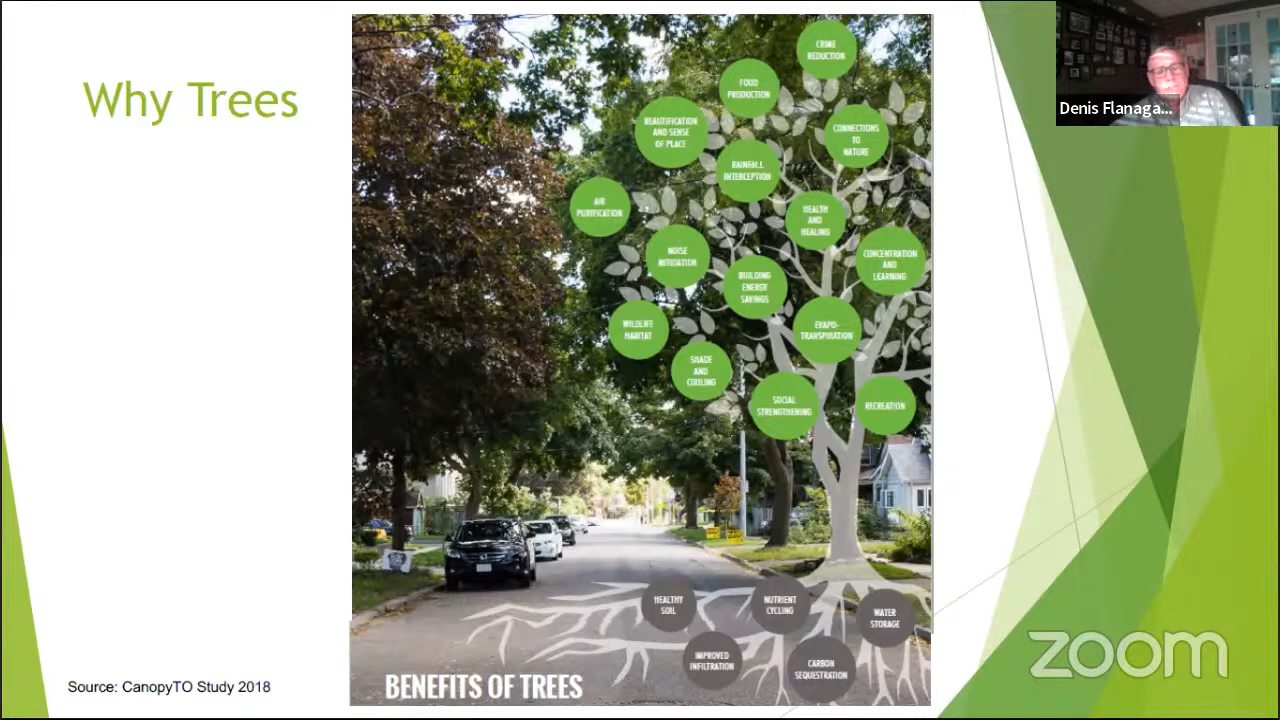 Why Trees
CRIME
REDUCTION
FOOD
PRODUCTION
BEAUTIFICATION
AND SENSE
OF PLACE
CONNECTIONS
TO
NATURE
RAINFALL
INTERCEPTION
AIR
PURIFICATION
HEALTH
AND
HEALING
NOISE
MITIGATION
CONCENTRATION
AND
LEARNING
BUILDING
ENERGY
SAVINGS
WILDLIFE
HABITAT
EVAPO-
TRANSPIRATION
SHADE
AND
COOLING
SOCIAL
STRENGTHENING
RECREATION
HEALTHY
SOIL
NUTRIENT
CYCLING
WATER
STORAGE
IMPROVED
INFILTRATION
CARBON
SEQUESTRATION
BENEFITS OF TREES
Source: CanopyTO Study 2018
Denis Flanaga...
zoom